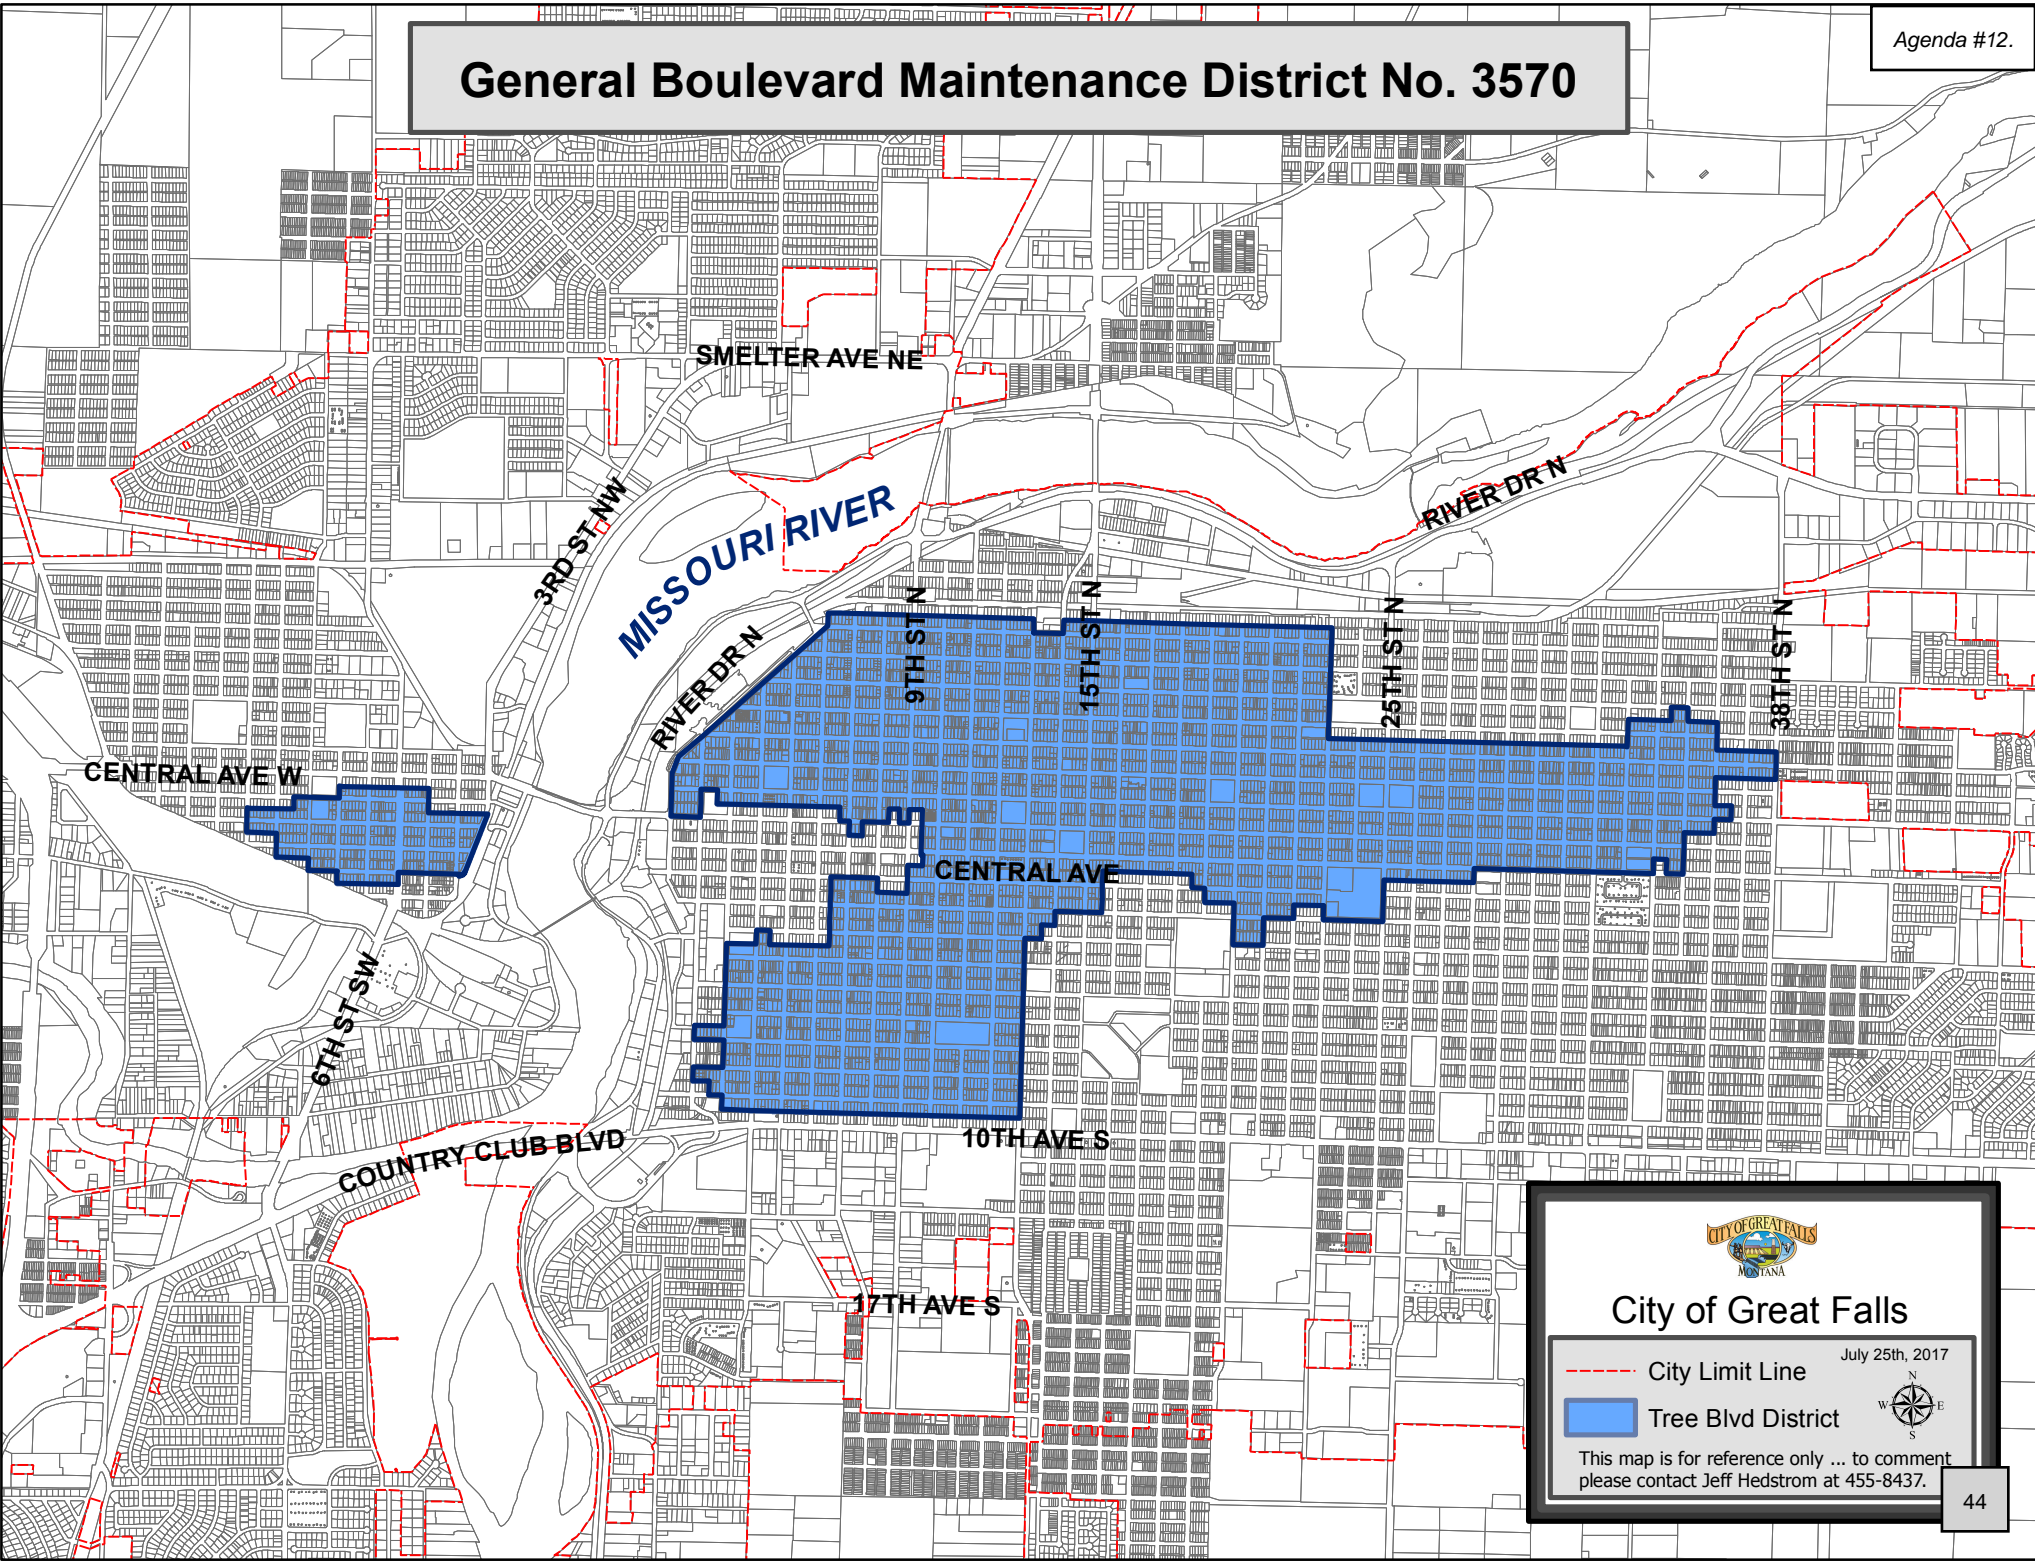 Agenda #12.
General Boulevard Maintenance District No. 3570
SMELTER AVE NE
3RD ST NW
MISSOURI RIVER
RIVER DR N
RIVER DR N
9TH ST N
15TH ST N
25TH ST N
38TH ST N
CENTRAL AVE W
CENTRAL AVE
6TH ST SW
COUNTRY CLUB BLVD
10TH AVE S
17TH AVE S
CITY OF GREAT FALLS
MONTANA
City of Great Falls
July 25th, 2017
City Limit Line
Tree Blvd District
N
W
E
S
This map is for reference only ... to comment
please contact Jeff Hedstrom at 455-8437.
44